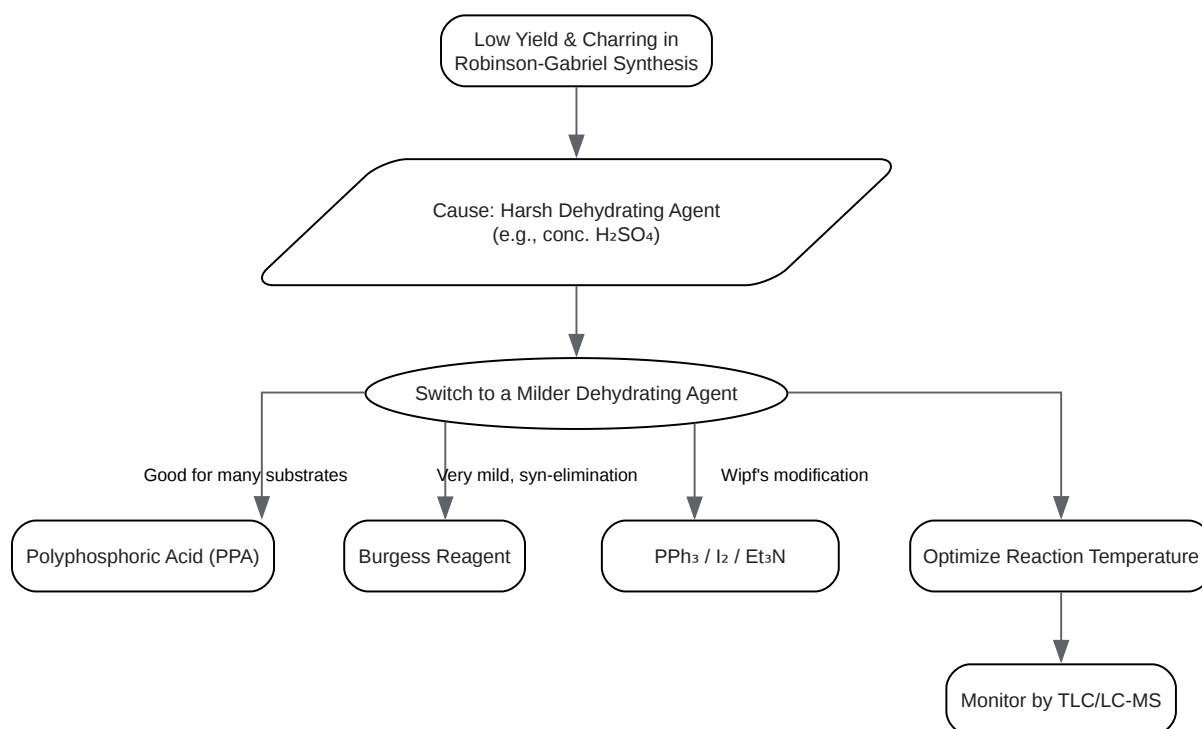 Low Yield & Charring in
Robinson-Gabriel Synthesis
Cause: Harsh Dehydrating Agent
(e.g., conc. H₂SO₄)
Switch to a Milder Dehydrating Agent
Good for many substrates
Very mild, syn-elimination
Wipf's modification
Polyphosphoric Acid (PPA)
Burgess Reagent
PPh₃ / I₂ / Et₃N
Optimize Reaction Temperature
Monitor by TLC/LC-MS